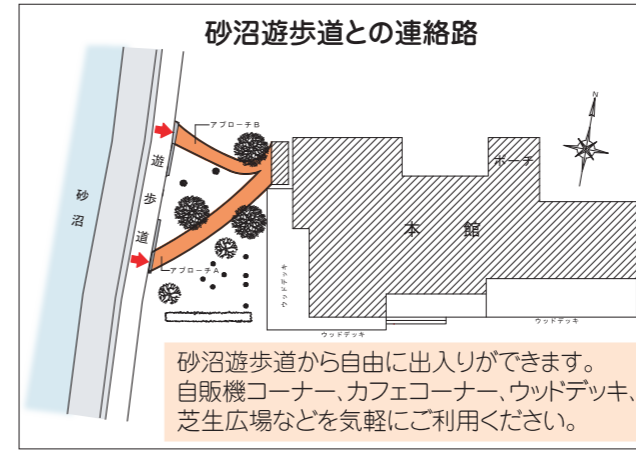 砂沼遊歩道との連絡路
N
アプローチB
ポーチ
遊歩道
砂沼
本館
アプローチA
ウッドデッキ
ウッドデッキ
ウッドデッキ
砂沼遊歩道から自由に出入りができます。
自販機コーナー、カフェコーナー、ウッドデッキ、
芝生広場などを気軽にご利用ください。